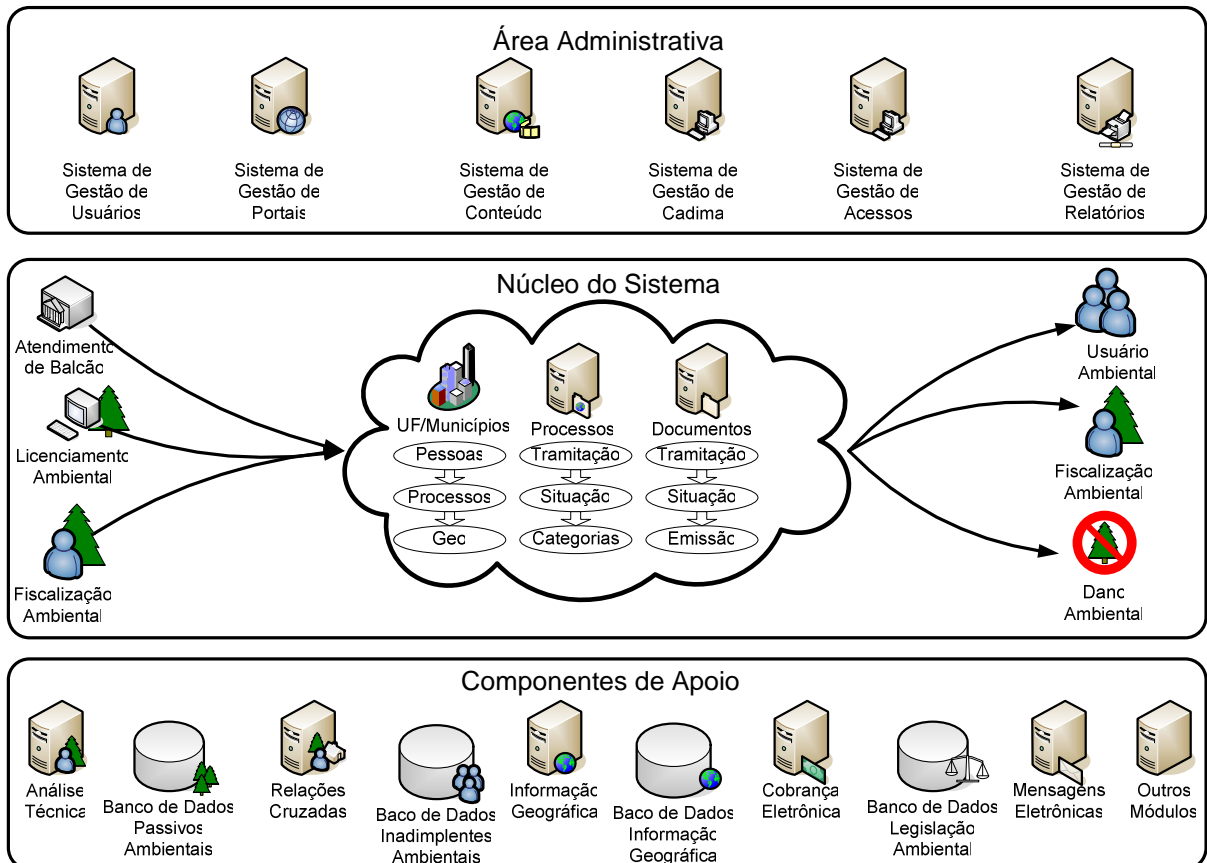 Área Administrativa
Sistema de
Gestão de
Usuários
Sistema de
Gestão de
Portais
Sistema de
Gestão de
Conteúdo
Sistema de
Gestão de
Cadima
Sistema de
Gestão de
Acessos
Sistema de
Gestão de
Relatórios
Núcleo do Sistema
Atendimento
de Balcão
Licenciamento
Ambiental
Fiscalização
Ambiental
UF/Municípios
Pessoas
Processos
Geo
Processos
Tramitação
Situação
Categorias
Documentos
Tramitação
Situação
Emissão
Usuário
Ambiental
Fiscalização
Ambiental
Dano
Ambiental
Componentes de Apoio
Análise
Técnica
Banco de Dados
Passivos
Ambientais
Relações
Cruzadas
Baco de Dados
Inadimplentes
Ambientais
Informação
Geográfica
Baco de Dados
Informação
Geográfica
Cobrança
Eletrônica
Banco de Dados
Legislação
Ambiental
Mensagens
Eletrônicas
Outros
Módulos